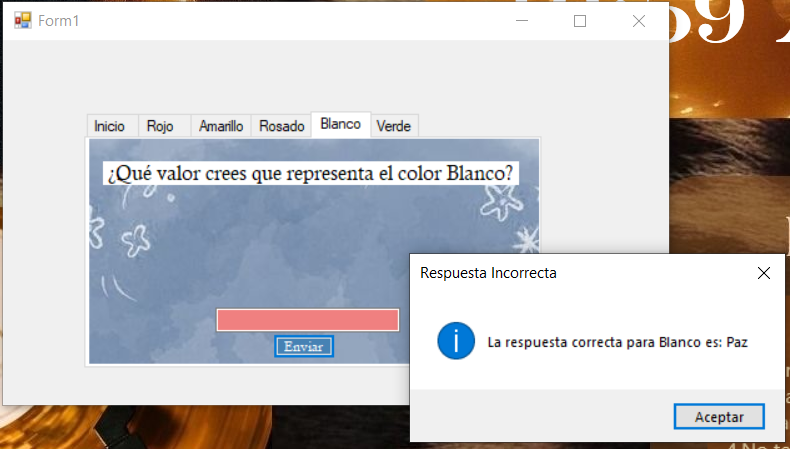 Form1
Inicio Rojo Amarillo Rosado Blanco Verde
¿Qué valor crees que representa el color Blanco?
Enviar
Respuesta Incorrecta
La respuesta correcta para Blanco es: Paz
Aceptar